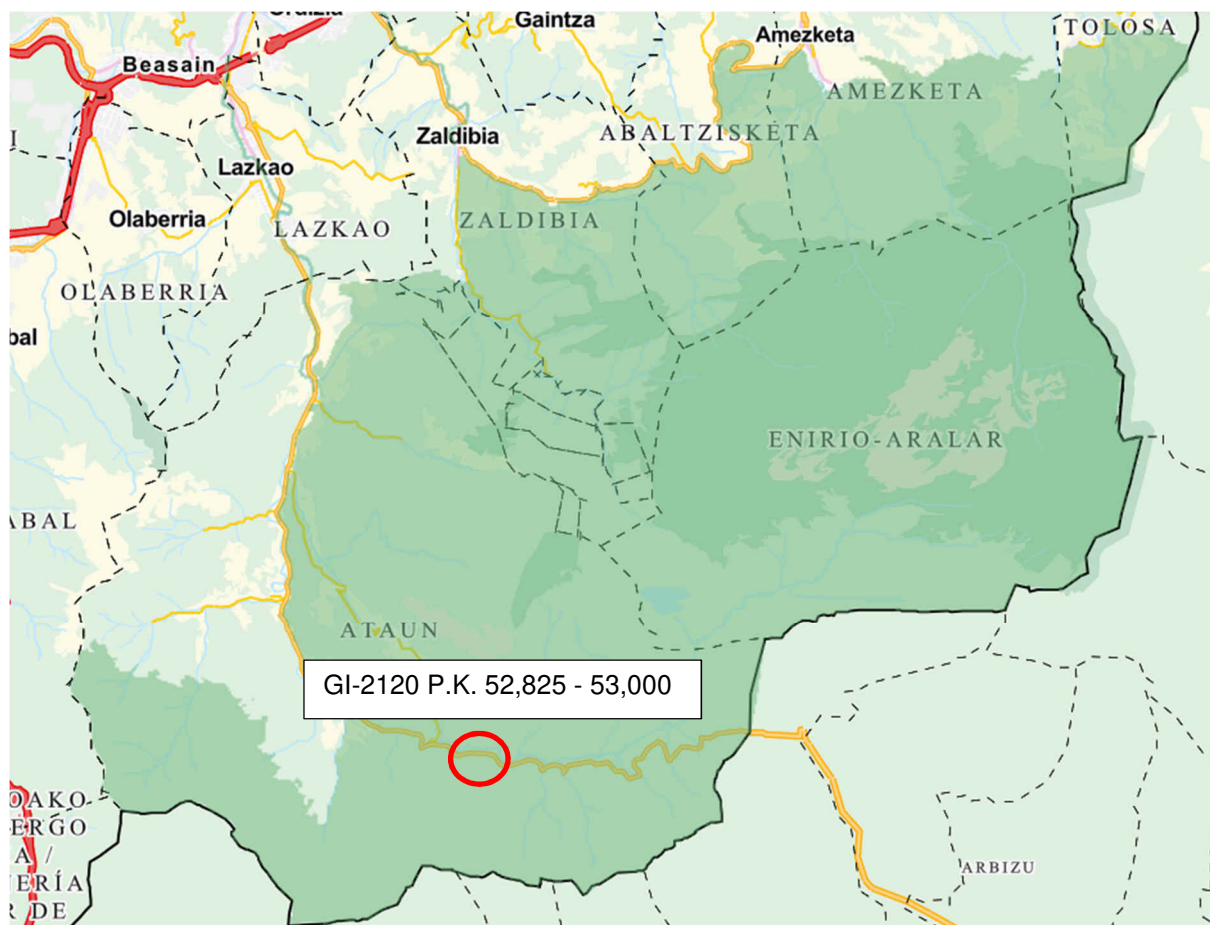 Gaintza
TOLOSA
Amezketa
Beasain
AMEZKETA
ABALTZISKETA
Zaldibia
Lazkao
Olaberria
ZALDIBIA
LAZKAO
OLABERRIA
bal
ENIRIO-ARALAR
ABAL
ATAUN
GI-2120 P.K. 52,825 - 53,000
OAKO
ERGO
A /
ERÍA
R DE
ARBIZU